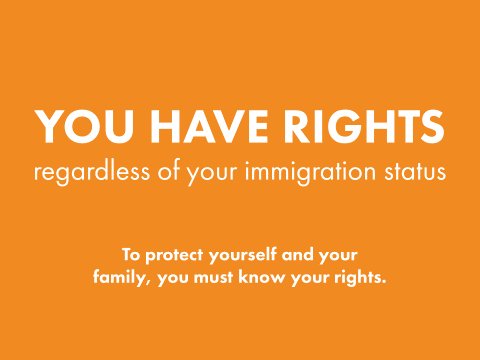 YOU HAVE RIGHTS
regardless of your immigration status
To protect yourself and your
family, you must know your rights.